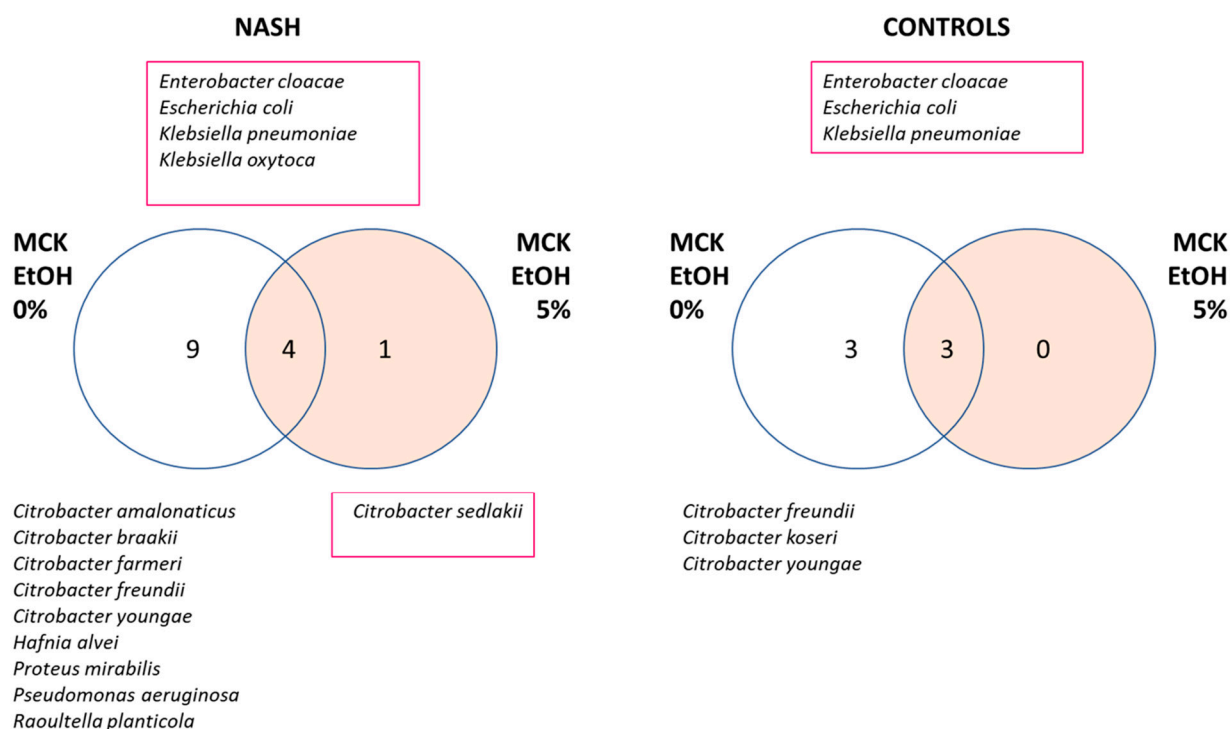 NASH
Enterobacter cloacae
Escherichia coli
Klebsiella pneumoniae
Klebsiella oxytoca
MCK
EtOH
0%
MCK
EtOH
5%
9
4
1
Citrobacter amalonaticus
Citrobacter braakii
Citrobacter farmeri
Citrobacter freundii
Citrobacter youngae
Hafnia alvei
Proteus mirabilis
Pseudomonas aeruginosa
Raoultella planticola
Citrobacter sedlakii
CONTROLS
Enterobacter cloacae
Escherichia coli
Klebsiella pneumoniae
MCK
EtOH
0%
MCK
EtOH
5%
3
3
0
Citrobacter freundii
Citrobacter koseri
Citrobacter youngae